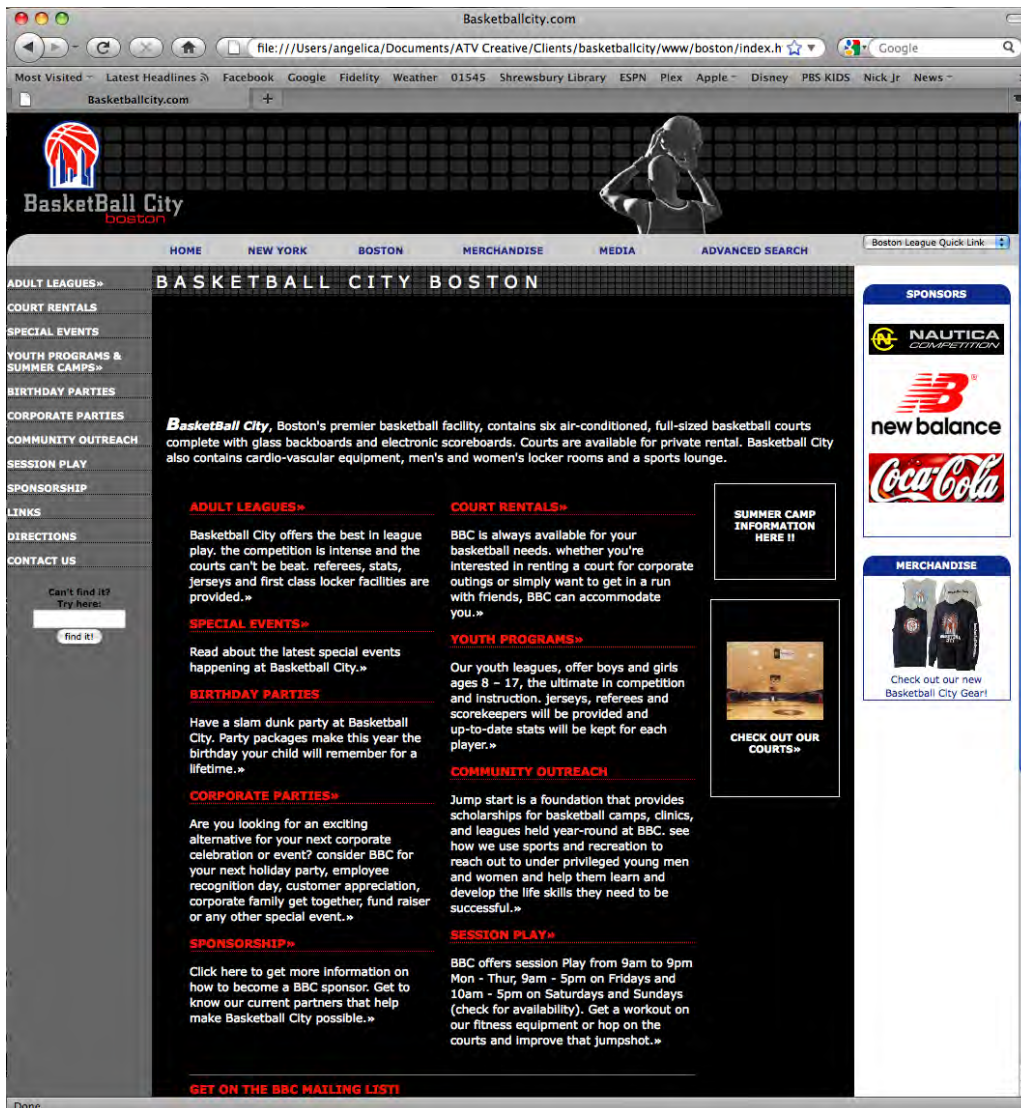 Basketballcity.com
file:///Users/angelica/Documents/ATV Creative/Clients/basketballcity/www/boston/index.h
Google
Most Visited Latest Headlines Facebook Google Fidelity Weather 01545 Shrewsbury Library ESPN Plex Apple Disney PBS KIDS Nick Jr News
Basketballcity.com +
BasketBall City
boston
HOME NEW YORK BOSTON MERCHANDISE MEDIA ADVANCED SEARCH
Boston League Quick Link
ADULT LEAGUES»
COURT RENTALS
SPECIAL EVENTS
YOUTH PROGRAMS &
SUMMER CAMPS»
BIRTHDAY PARTIES
CORPORATE PARTIES
COMMUNITY OUTREACH
SESSION PLAY
SPONSORSHIP
LINKS
DIRECTIONS
CONTACT US
Can't find it?
Try here:
find it!
BASKETBALL CITY BOSTON
BasketBall City, Boston's premier basketball facility, contains six air-conditioned, full-sized basketball courts
complete with glass backboards and electronic scoreboards. Courts are available for private rental. Basketball City
also contains cardio-vascular equipment, men's and women's locker rooms and a sports lounge.
ADULT LEAGUES»
Basketball City offers the best in league
play. the competition is intense and the
courts can't be beat. referees, stats,
jerseys and first class locker facilities are
provided.»
SPECIAL EVENTS»
Read about the latest special events
happening at Basketball City.»
BIRTHDAY PARTIES
Have a slam dunk party at Basketball
City. Party packages make this year the
birthday your child will remember for a
lifetime.»
CORPORATE PARTIES»
Are you looking for an exciting
alternative for your next corporate
celebration or event? consider BBC for
your next holiday party, employee
recognition day, customer appreciation,
corporate family get together, fund raiser
or any other special event.»
SPONSORSHIP»
Click here to get more information on
how to become a BBC sponsor. Get to
know our current partners that help
make Basketball City possible.»
COURT RENTALS»
BBC is always available for your
basketball needs. whether you're
interested in renting a court for corporate
outings or simply want to get in a run
with friends, BBC can accommodate
you.»
YOUTH PROGRAMS»
Our youth leagues, offer boys and girls
ages 8 – 17, the ultimate in competition
and instruction. jerseys, referees and
scorekeepers will be provided and
up-to-date stats will be kept for each
player.»
COMMUNITY OUTREACH
Jump start is a foundation that provides
scholarships for basketball camps, clinics,
and leagues held year-round at BBC. see
how we use sports and recreation to
reach out to under privileged young men
and women and help them learn and
develop the life skills they need to be
successful.»
SESSION PLAY»
BBC offers session Play from 9am to 9pm
Mon - Thur, 9am - 5pm on Fridays and
10am - 5pm on Saturdays and Sundays
(check for availability). Get a workout on
our fitness equipment or hop on the
courts and improve that jumpshot.»
GET ON THE BBC MAILING LIST!
SUMMER CAMP
INFORMATION
HERE !!
CHECK OUT OUR
COURTS»
SPONSORS
NAUTICA
COMPETITION
new balance
Coca-Cola
MERCHANDISE
Check out our new
Basketball City Gear!
Done